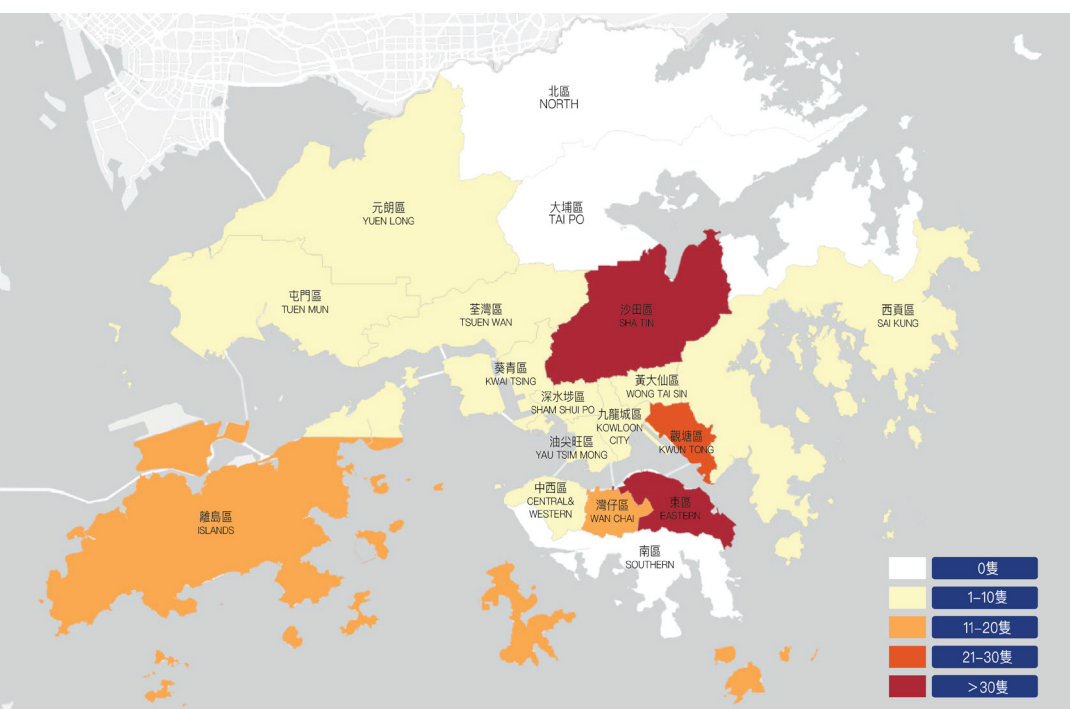 北區
NORTH
大埔區
TAI PO
元朗區
YUEN LONG
屯門區
TUEN MUN
荃灣區
TSUEN WAN
沙田區
SHA TIN
西貢區
SAI KUNG
葵青區
KWAI TSING
黃大仙區
WONG TAI SIN
深水埗區
SHAM SHUI PO
九龍城區
KOWLOON
CITY
油尖旺區
YAU TSIM MONG
觀塘區
KWUN TONG
中西區
CENTRAL&
WESTERN
灣仔區
WAN CHAI
東區
EASTERN
離島區
ISLANDS
南區
SOUTHERN
0隻
1–10隻
11–20隻
21–30隻
>30隻